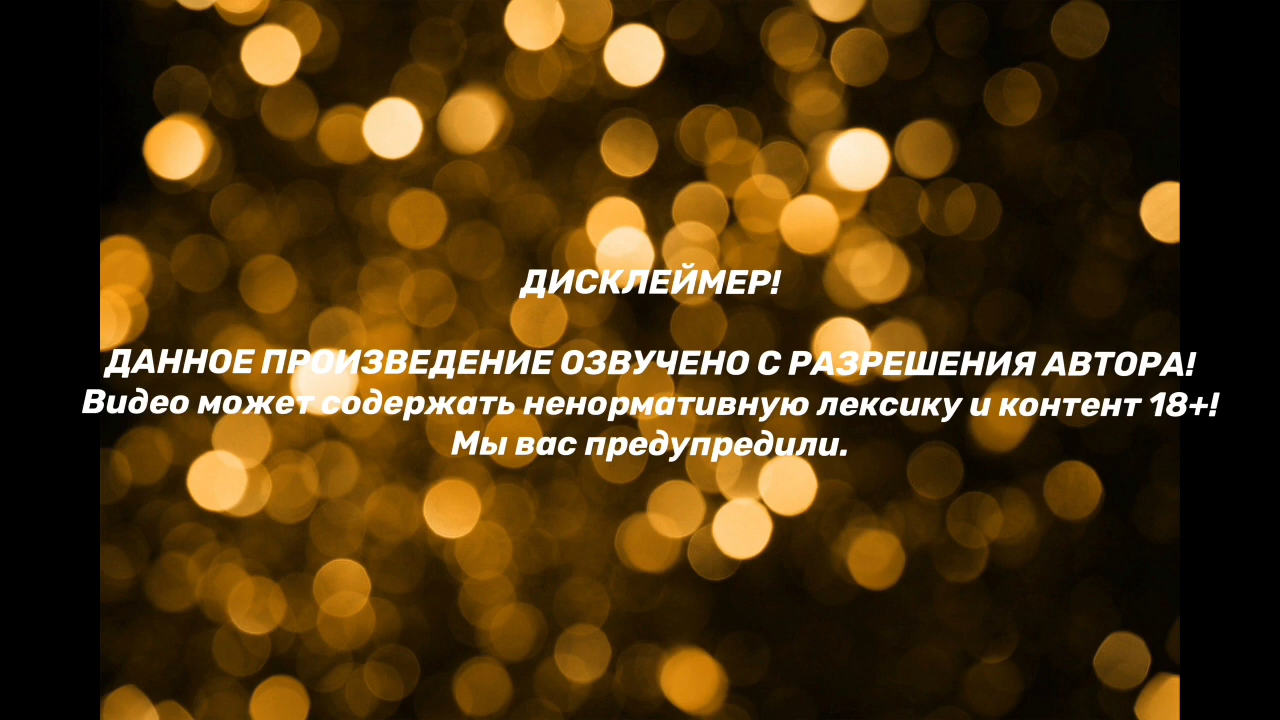 ДИСКЛЕЙМЕР!
ДАННОЕ ПРОИЗВЕДЕНИЕ ОЗВУЧЕНО С РАЗРЕШЕНИЯ АВТОРА!
Видео может содержать ненормативную лексику и контент 18+!
Мы вас предупредили.